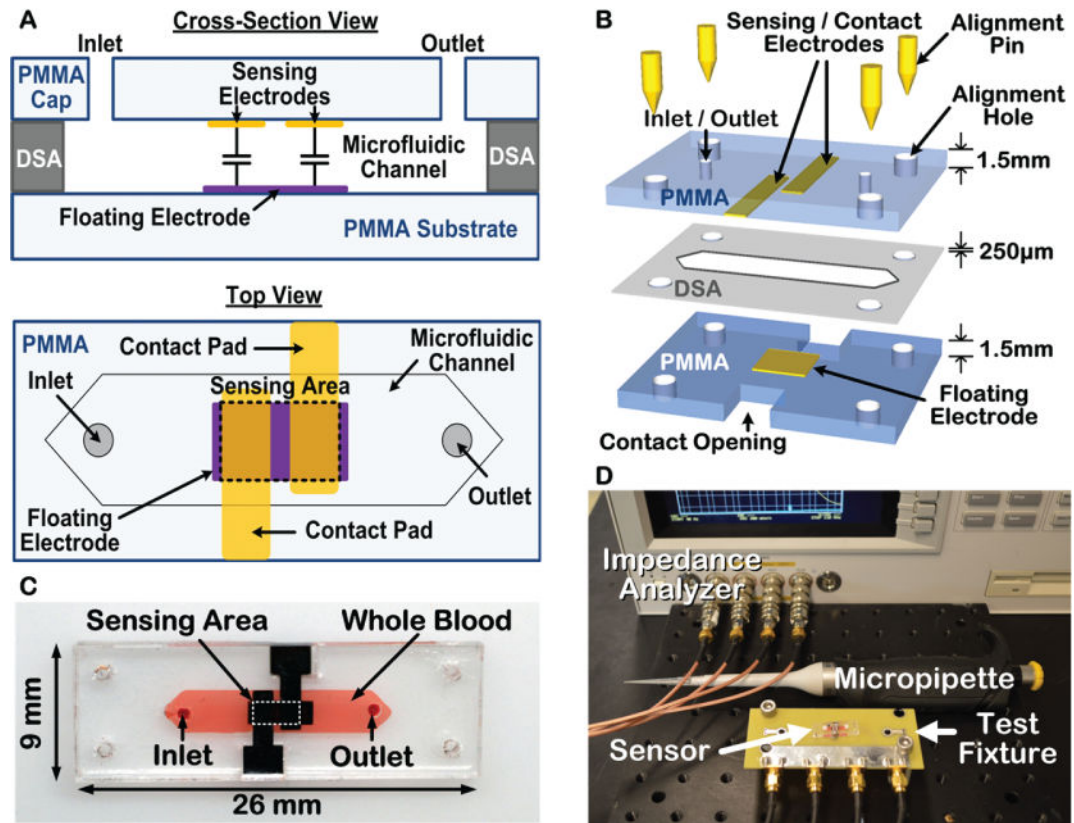 A
Cross-Section View
Inlet
Outlet
PMMA
Cap
Sensing
Electrodes
DSA
Microfluidic
Channel
DSA
Floating Electrode
PMMA Substrate
Top View
PMMA
Contact Pad
Microfluidic
Channel
Inlet
Sensing Area
Floating
Electrode
Contact Pad
Outlet
B
Sensing / Contact
Electrodes
Alignment
Pin
Inlet / Outlet
Alignment
Hole
1.5mm
PMMA
250µm
DSA
PMMA
1.5mm
Floating
Electrode
Contact Opening
C
Sensing Area
Whole Blood
9 mm
Inlet
Outlet
26 mm
D
Impedance
Analyzer
Micropipette
Sensor
Test
Fixture